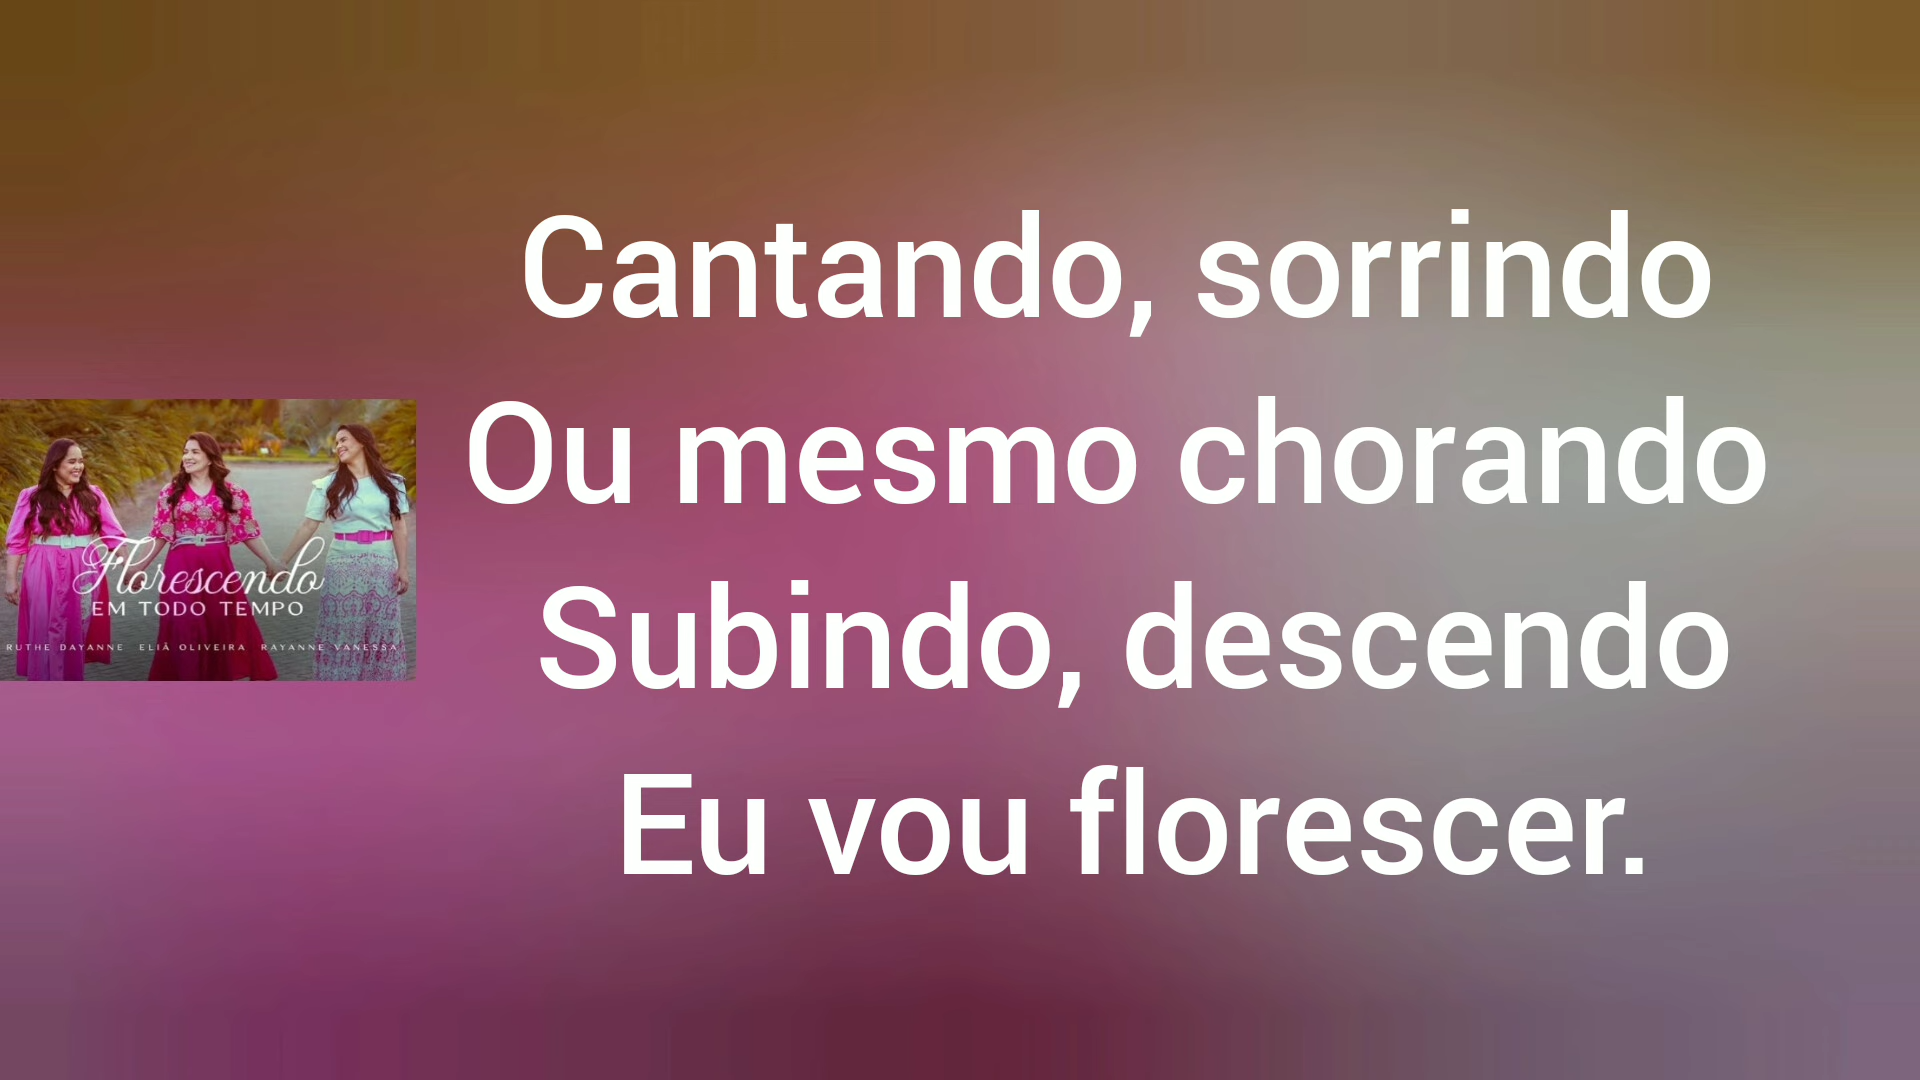 Cantando, sorrindo
Ou mesmo chorando
Subindo, descendo
Eu vou florescer.
Florescendo
EM TODO TEMPO
RUTHE DAYANNE ELIÃ OLIVEIRA RAYANNE VANESSA